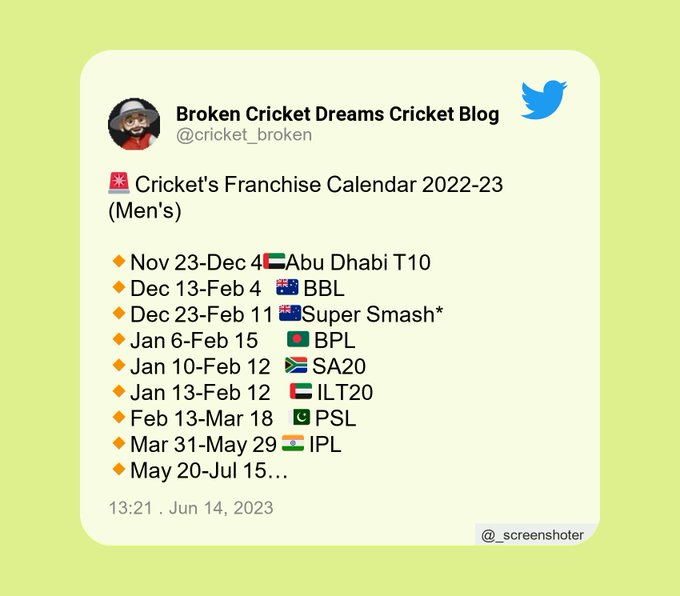 Broken Cricket Dreams Cricket Blog
@cricket_broken
🚨 Cricket's Franchise Calendar 2022-23
(Men's)
🔸Nov 23-Dec 4🇦🇪Abu Dhabi T10
🔸Dec 13-Feb 4 🇦🇺 BBL
🔸Dec 23-Feb 11 🇳🇿Super Smash*
🔸Jan 6-Feb 15 🇧🇩 BPL
🔸Jan 10-Feb 12 🇿🇦 SA20
🔸Jan 13-Feb 12 🇦🇪 ILT20
🔸Feb 13-Mar 18 🇵🇰 PSL
🔸Mar 31-May 29 🇮🇳 IPL
🔸May 20-Jul 15…
13:21 . Jun 14, 2023
@_screenshoter